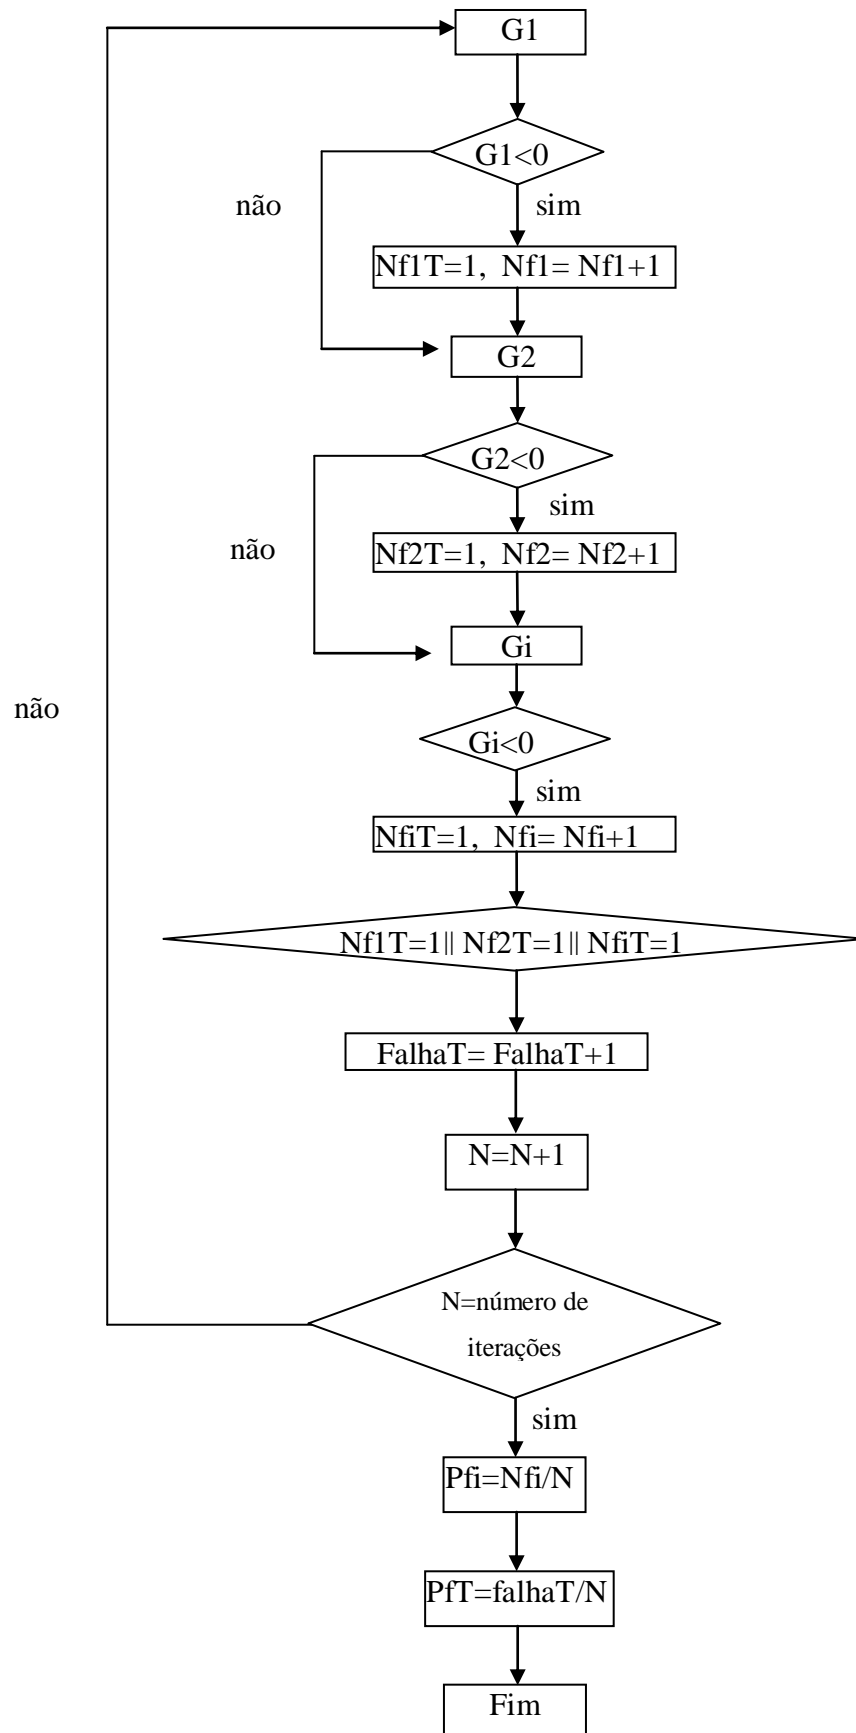 G1
G1<0
não
sim
Nf1T=1, Nf1= Nf1+1
G2
G2<0
sim
não
Nf2T=1, Nf2= Nf2+1
Gi
não
Gi<0
sim
NfiT=1, Nfi= Nfi+1
Nf1T=1|| Nf2T=1|| NfiT=1
FalhaT= FalhaT+1
N=N+1
N=número de
iterações
sim
Pfi=Nfi/N
PfT=falhaT/N
Fim